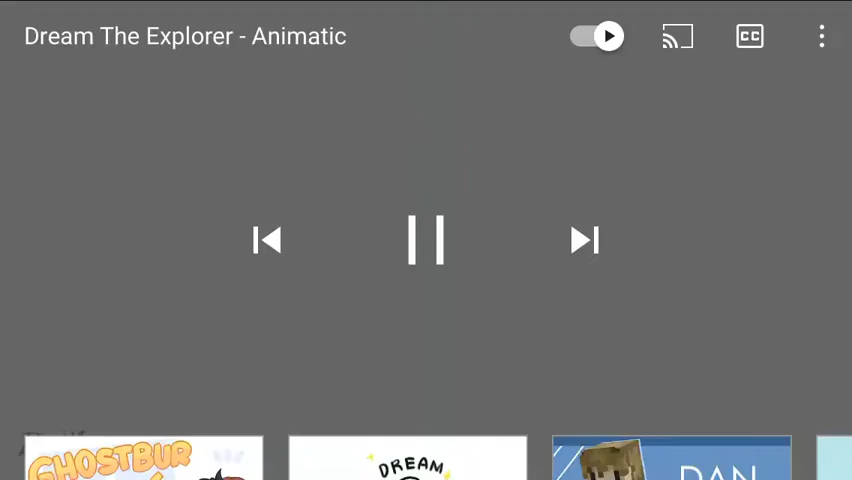 Dream The Explorer - Animatic
CC
GHOSTBUR
DREAM
DAN